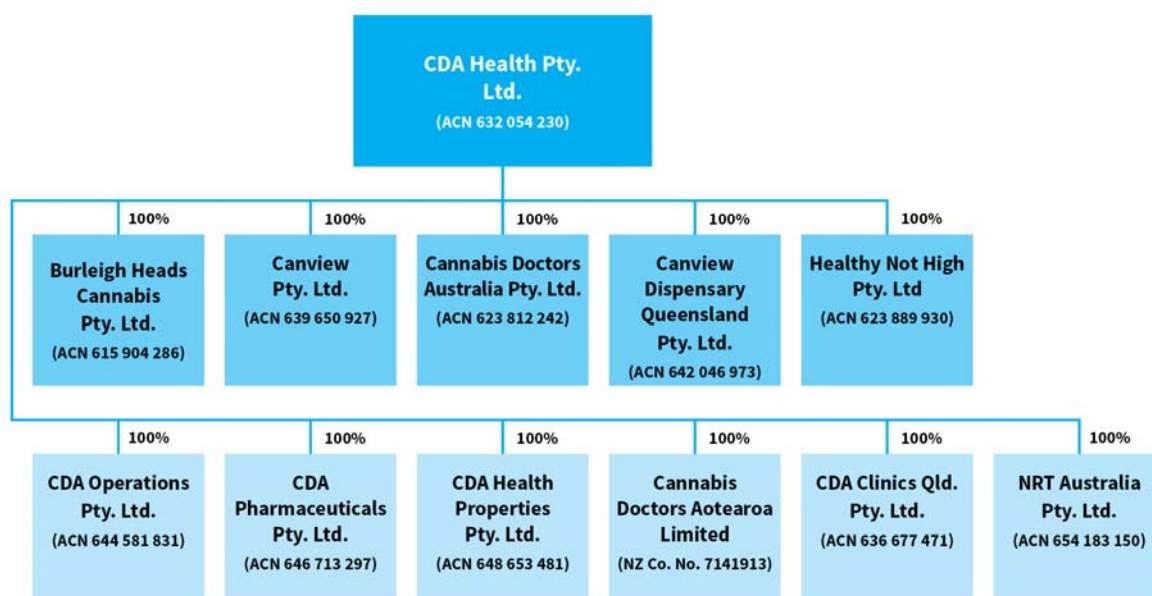 CDA Health Pty.
Ltd.
(ACN 632 054 230)
100%
100%
100%
100%
100%
Burleigh Heads
Cannabis
Pty. Ltd.
(ACN 615 904 286)
Canview
Pty. Ltd.
(ACN 639 650 927)
Cannabis Doctors
Australia Pty. Ltd.
(ACN 623 812 242)
Canview
Dispensary
Queensland
Pty. Ltd.
(ACN 642 046 973)
Healthy Not High
Pty. Ltd
(ACN 623 889 930)
100%
100%
100%
100%
100%
100%
CDA Operations
Pty. Ltd.
(ACN 644 581 831)
CDA
Pharmaceuticals
Pty. Ltd.
(ACN 646 713 297)
CDA Health
Properties
Pty. Ltd.
(ACN 648 653 481)
Cannabis
Doctors Aotearoa
Limited
(NZ Co. No. 7141913)
CDA Clinics Qld.
Pty. Ltd.
(ACN 636 677 471)
NRT Australia
Pty. Ltd.
(ACN 654 183 150)